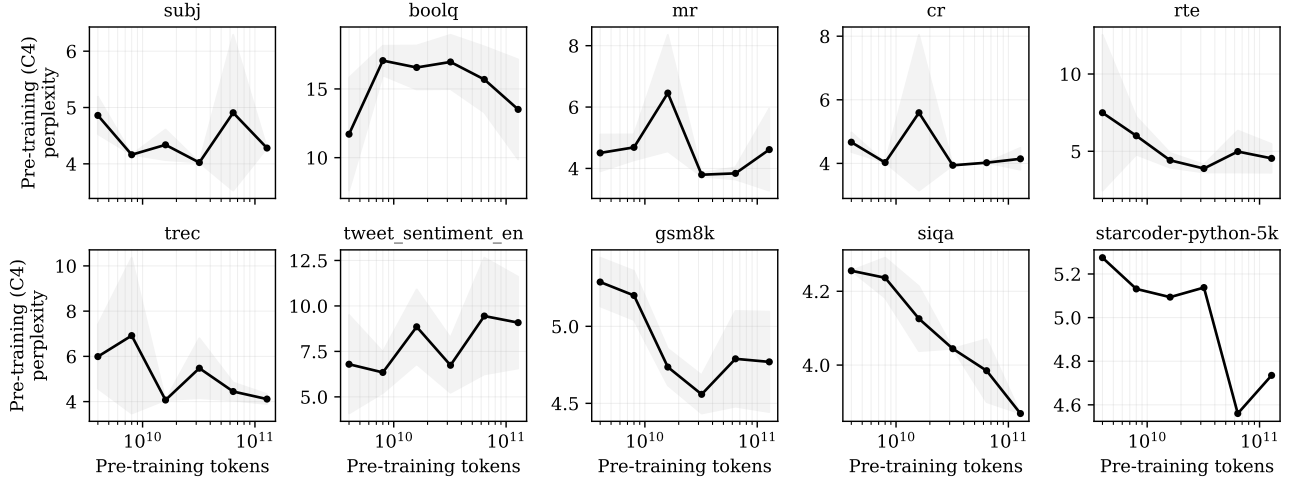 subj
boolq
mr
cr
rte
Pre-training (C4)
perplexity
6
5
4
15
10
8
6
4
8
6
4
10
5
trec
tweet_sentiment_en
gsm8k
siqa
starcoder-python-5k
Pre-training (C4)
perplexity
10
8
6
4
12.5
10.0
7.5
5.0
5.0
4.5
4.2
4.0
5.2
5.0
4.8
4.6
10^10
10^11
10^10
10^11
10^10
10^11
10^10
10^11
10^10
10^11
Pre-training tokens
Pre-training tokens
Pre-training tokens
Pre-training tokens
Pre-training tokens